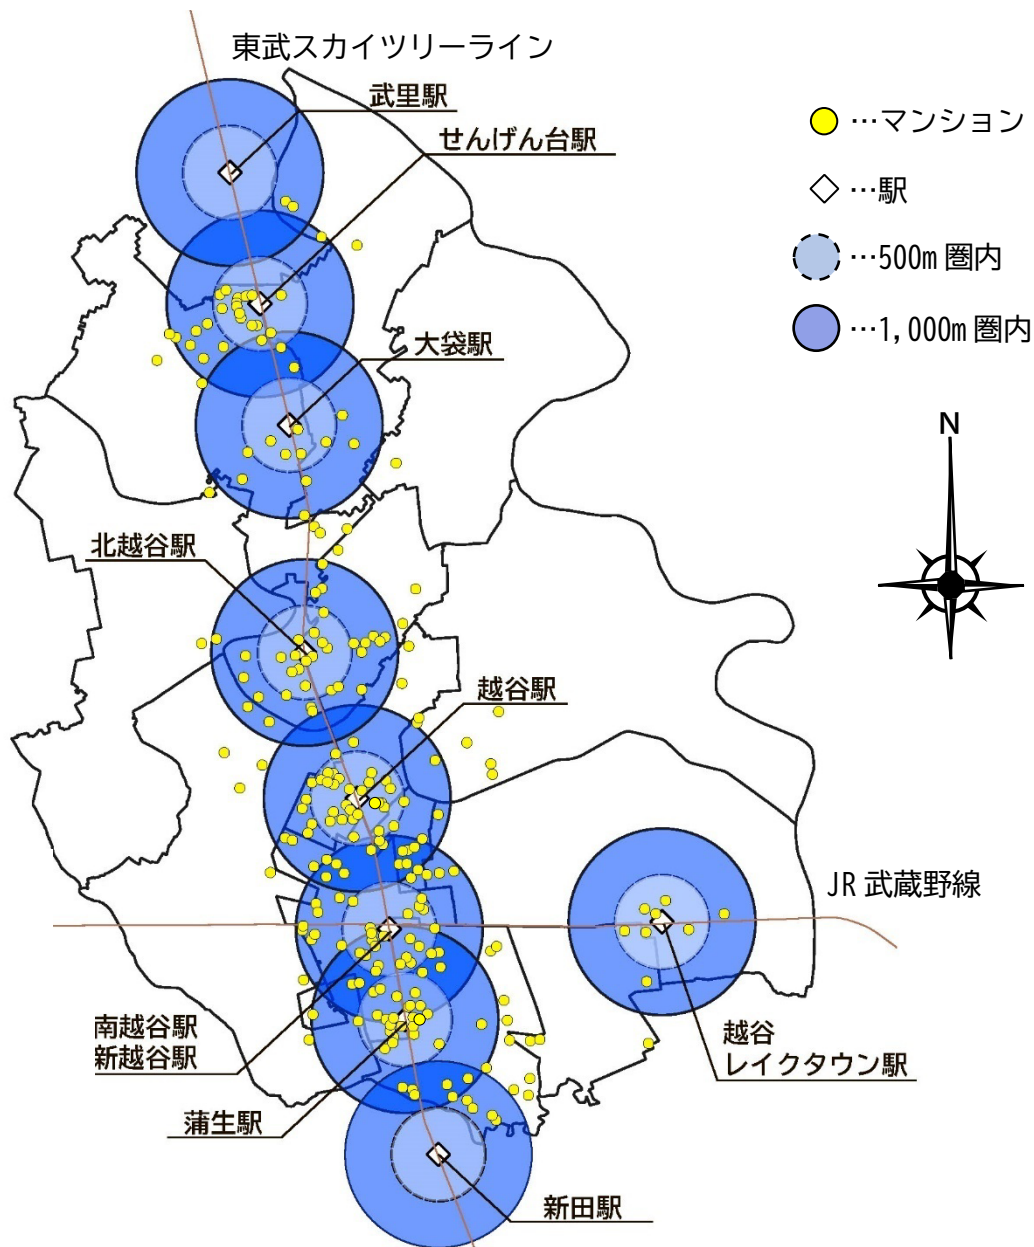 東武スカイツリーライン
武里駅
せんげん台駅
…マンション
…駅
…500m 圏内
…1,000m 圏内
大袋駅
N
北越谷駅
越谷駅
JR 武蔵野線
南越谷駅
新越谷駅
越谷
レイクタウン駅
蒲生駅
新田駅